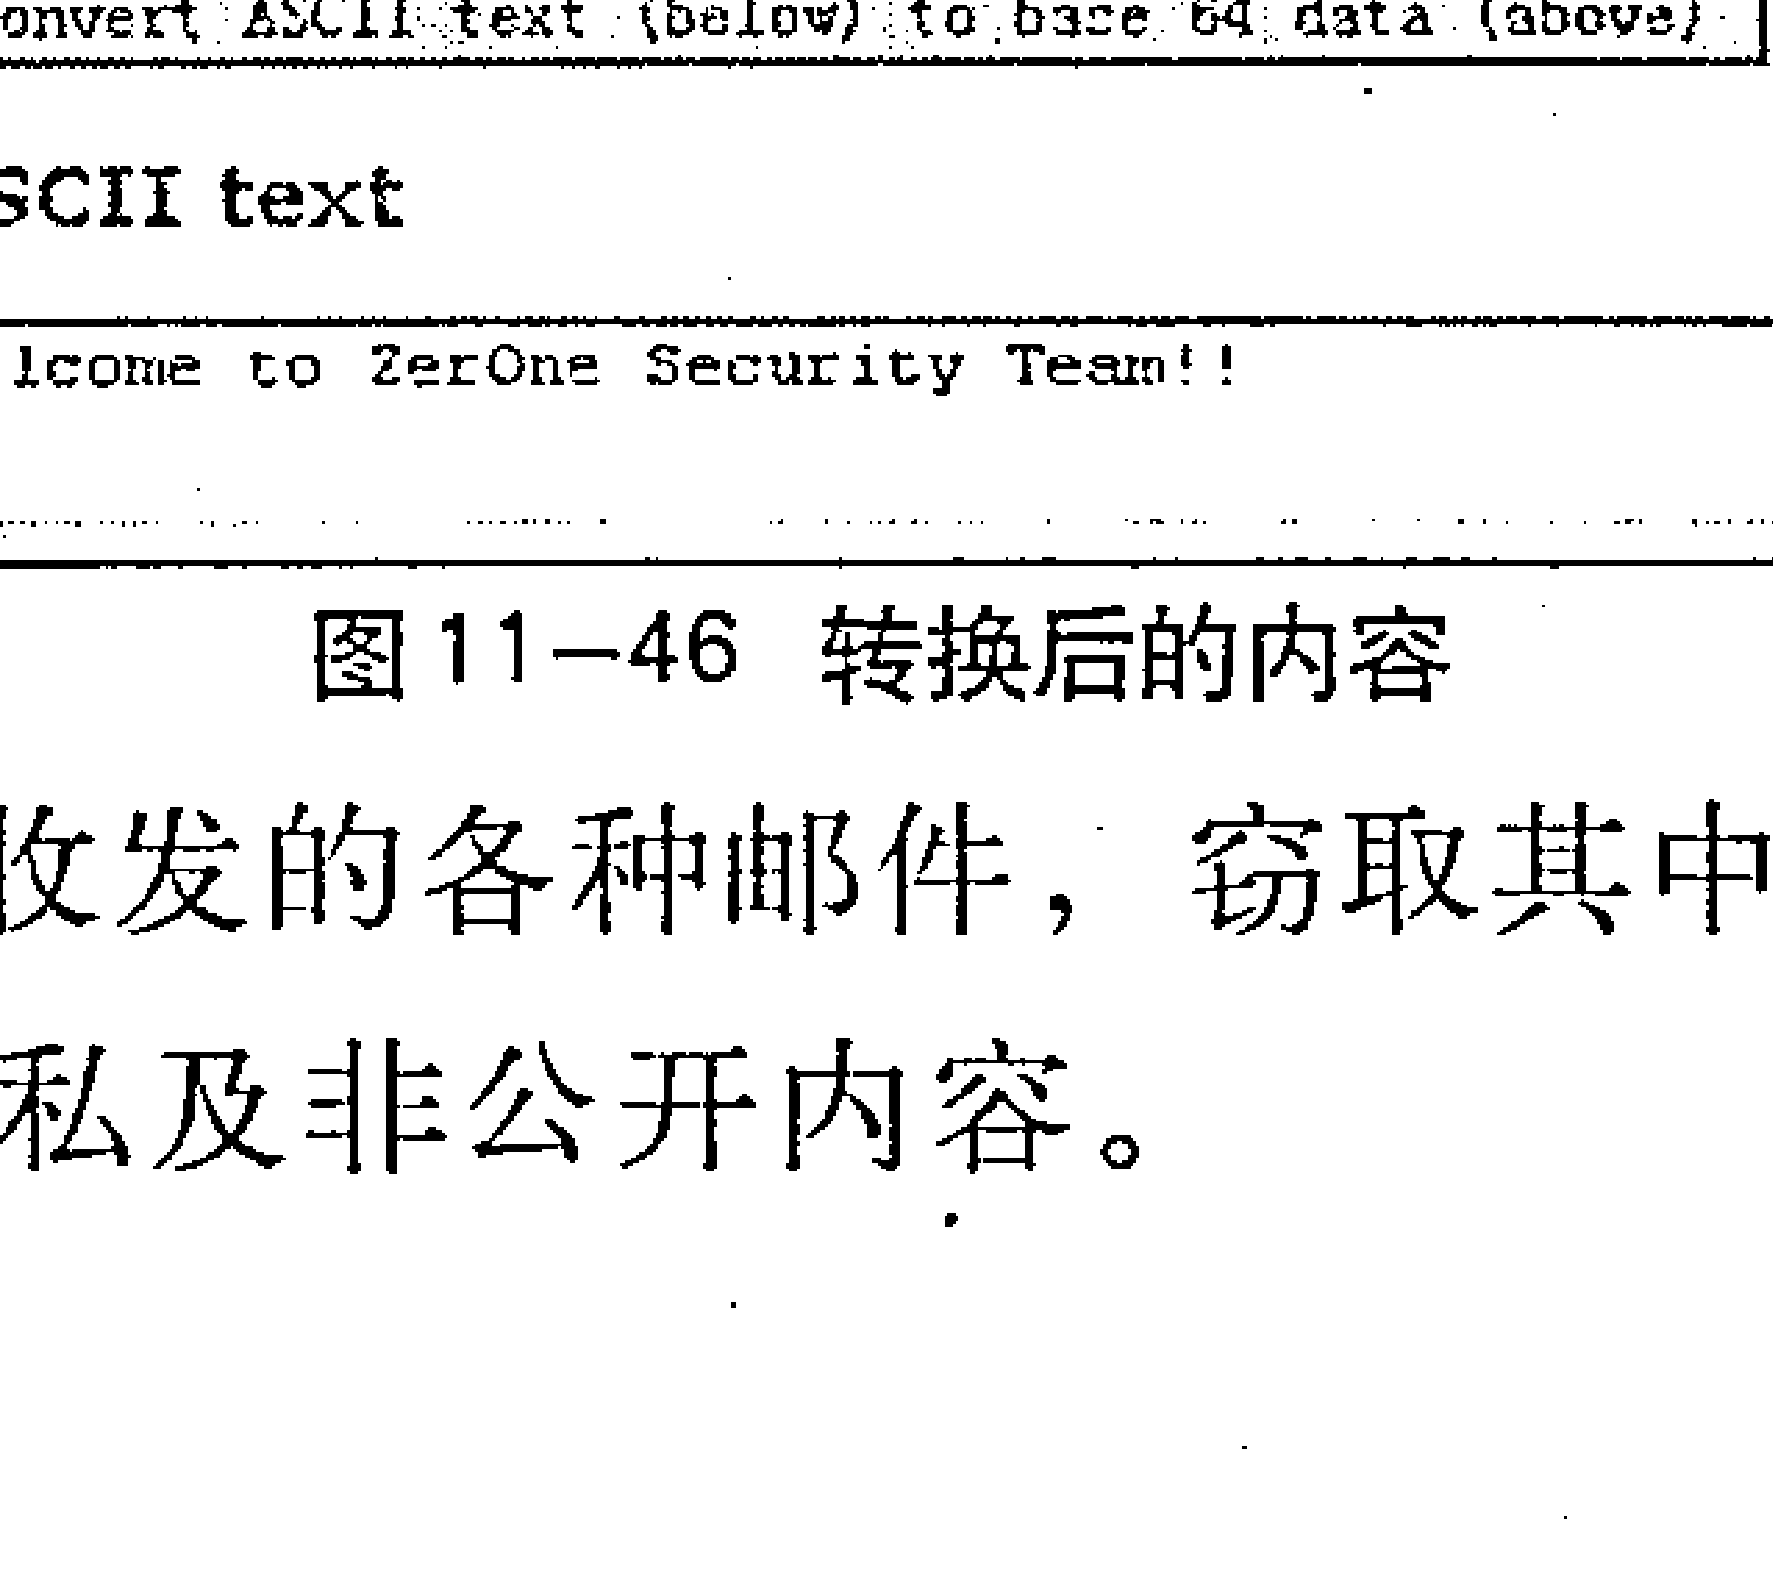 onvert ASCII text (below) to base 64 data (above)
SCII text
lcome to ZerOne Security Team!!
图11-46 转换后的内容
收发的各种邮件，窃取其中
私及非公开内容。